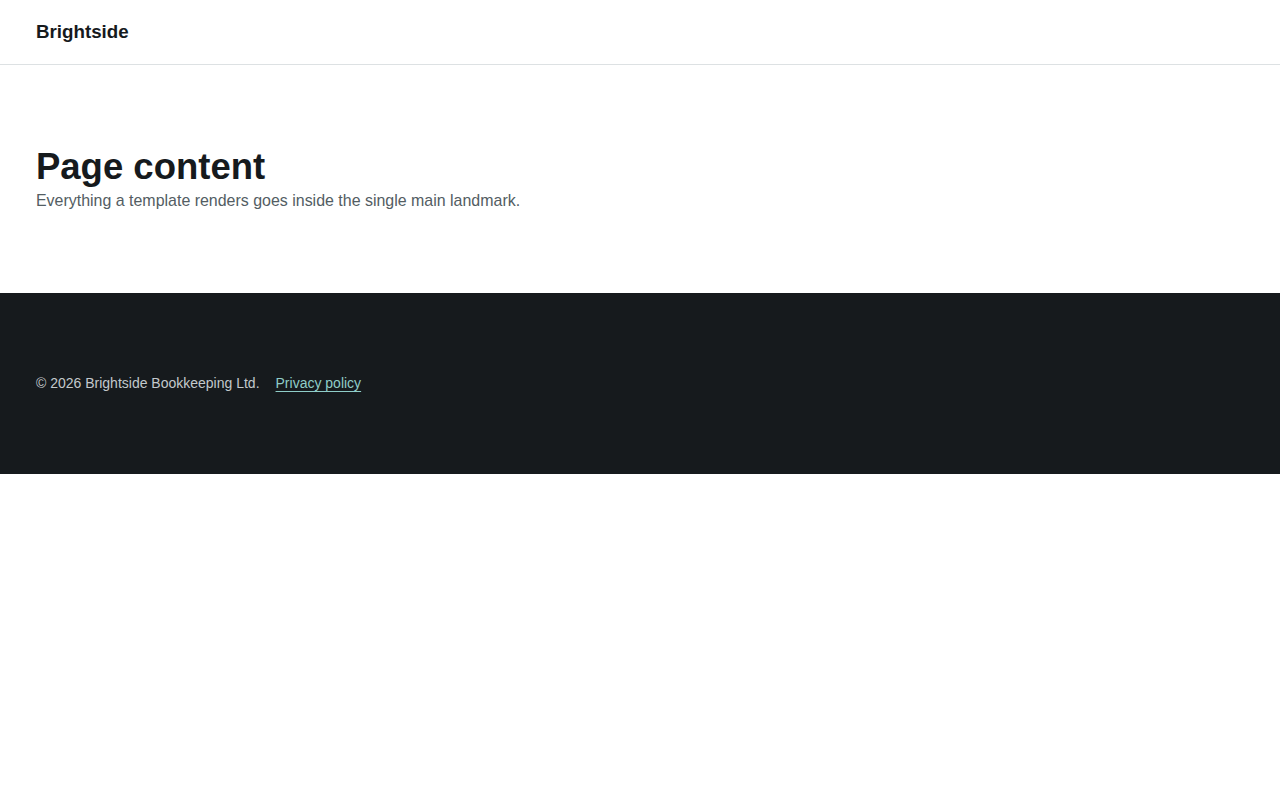 Brightside
Page content
Everything a template renders goes inside the single main landmark.
© 2026 Brightside Bookkeeping Ltd. Privacy policy